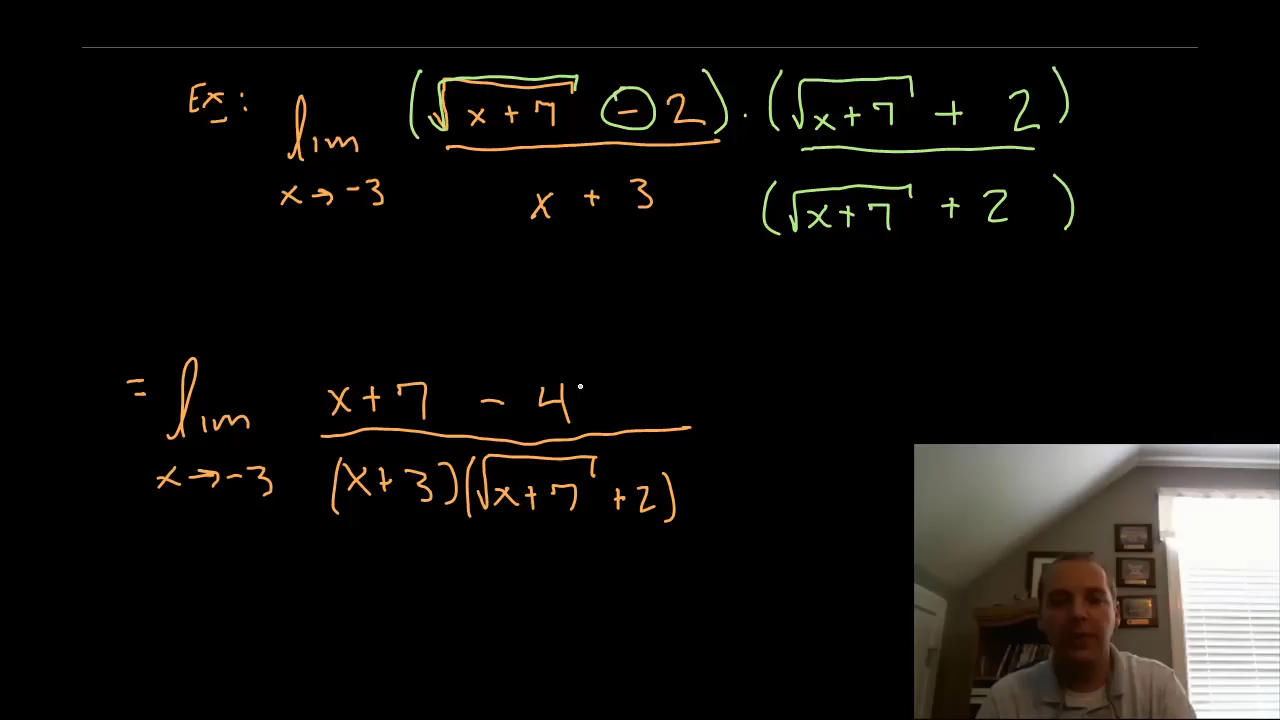 Ex: lim (√x+7 - 2) · (√x+7 + 2)
x → -3 x + 3 (√x+7 + 2)
= lim x+7 - 4
x → -3 (x+3)(√x+7 + 2)